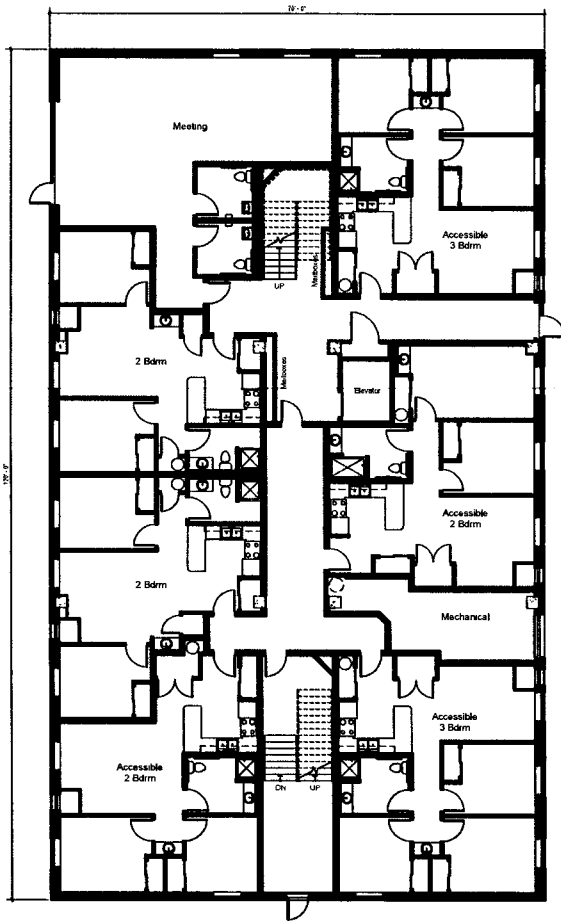 Meeting
Accessible
3 Bdrm
UP
Mailboxes
2 Bdrm
Mailboxes
Elevator
Accessible
2 Bdrm
2 Bdrm
Mechanical
Accessible
3 Bdrm
Accessible
2 Bdrm
DN
UP